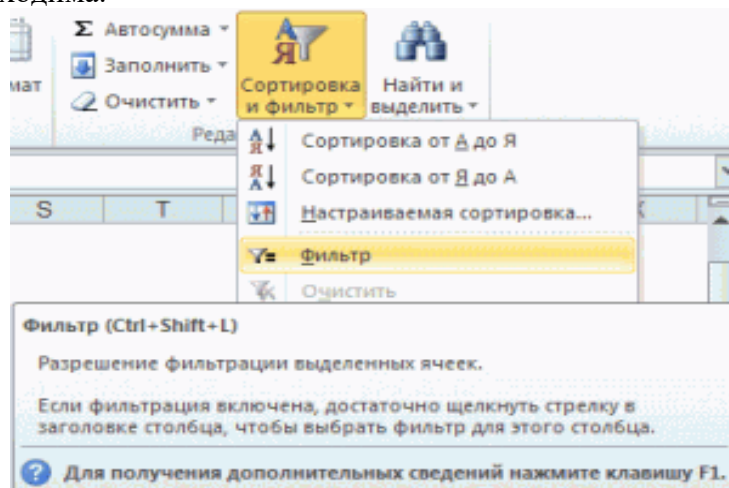 ходима.
Σ Автосумма
Заполнить
Очистить
мат
Сортировка
и фильтр
Найти и
выделить
Реда
Сортировка от А до Я
Сортировка от Я до А
Настраиваемая сортировка...
Фильтр
Очистить
S T
Фильтр (Ctrl+Shift+L)
Разрешение фильтрации выделенных ячеек.
Если фильтрация включена, достаточно щелкнуть стрелку в
заголовке столбца, чтобы выбрать фильтр для этого столбца.
Для получения дополнительных сведений нажмите клавишу F1.